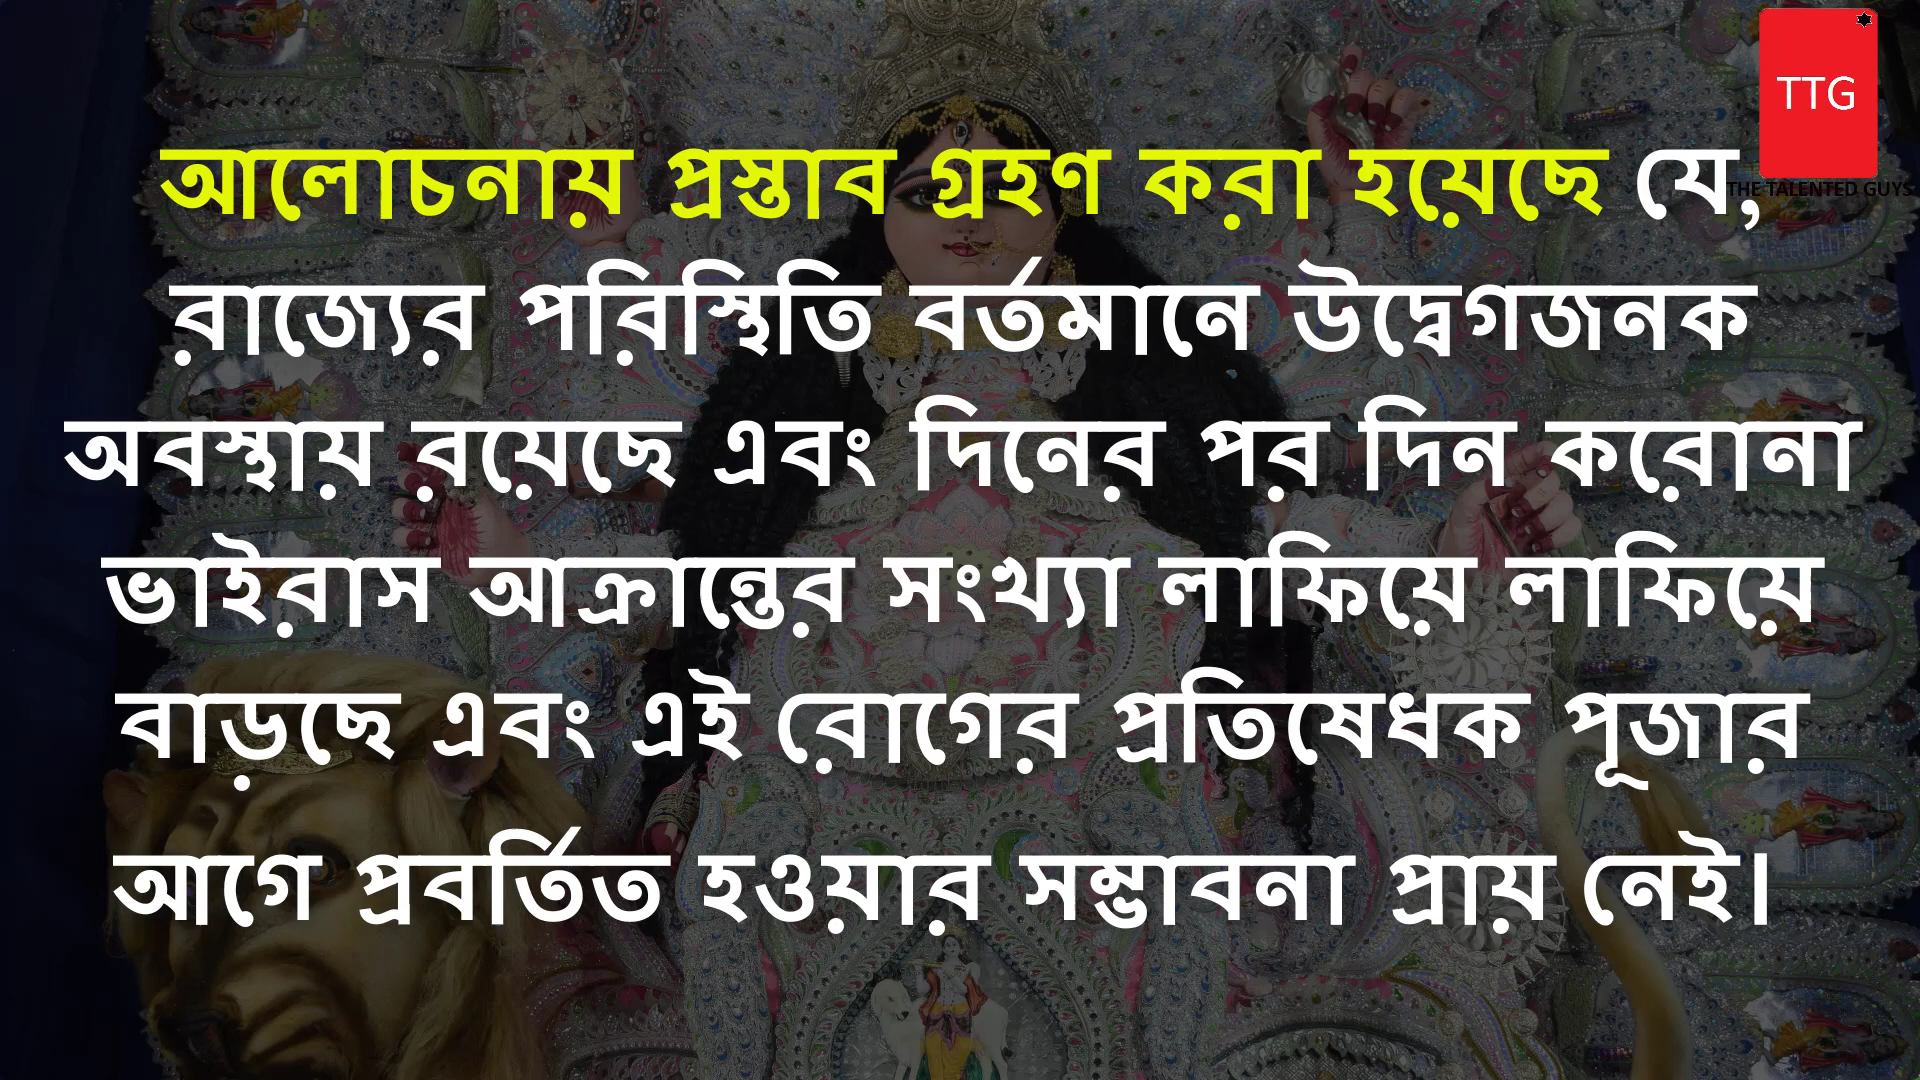 TTG
THE TALENTED GUYS
আলোচনায় প্রস্তাব গ্রহণ করা হয়েছে যে,
রাজ্যের পরিস্থিতি বর্তমানে উদ্বেগজনক
অবস্থায় রয়েছে এবং দিনের পর দিন করোনা
ভাইরাস আক্রান্তের সংখ্যা লাফিয়ে লাফিয়ে
বাড়ছে এবং এই রোগের প্রতিষেধক পূজার
আগে প্রবর্তিত হওয়ার সম্ভাবনা প্রায় নেই।